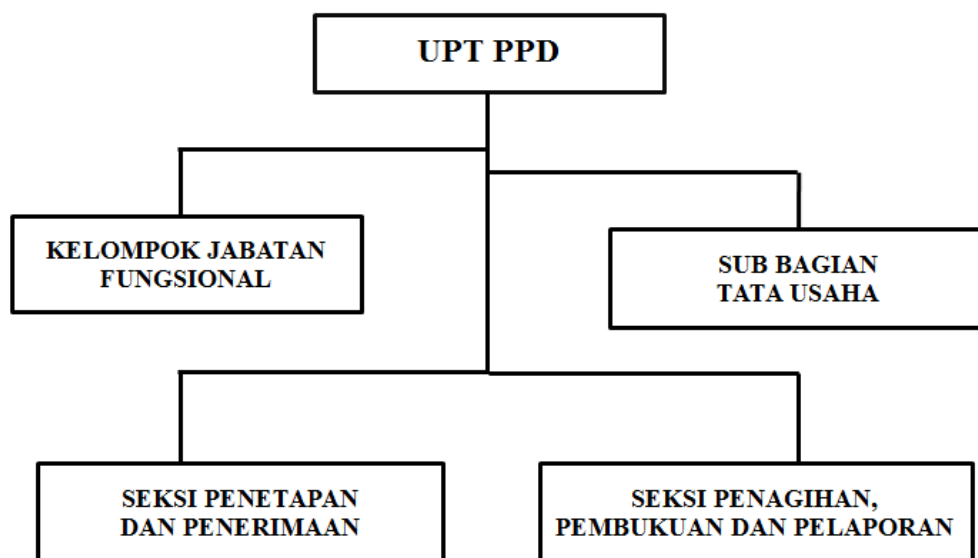 UPT PPD
KELOMPOK JABATAN
FUNGSIONAL
SUB BAGIAN
TATA USAHA
SEKSI PENETAPAN
DAN PENERIMAAN
SEKSI PENAGIHAN,
PEMBUKUAN DAN PELAPORAN